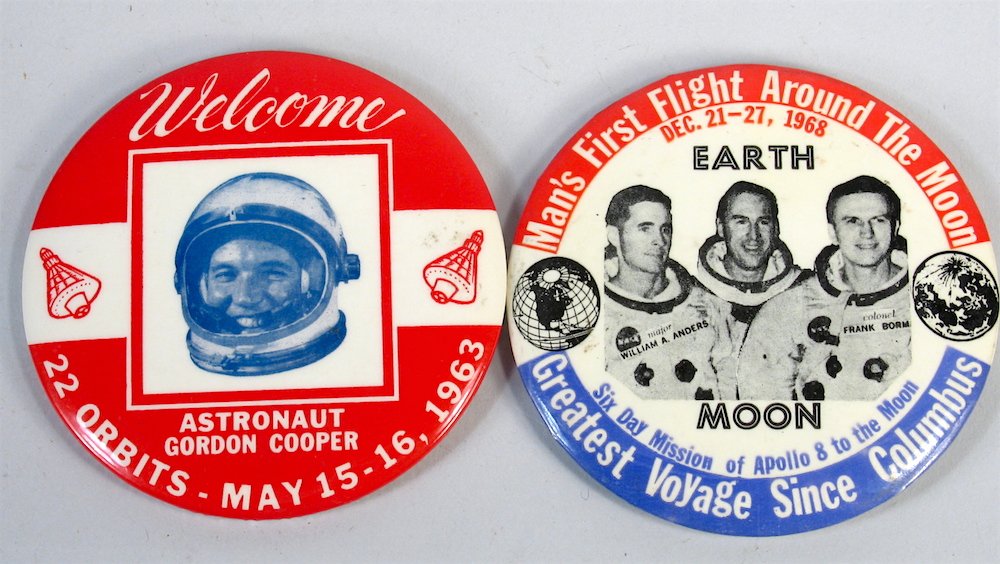 Welcome
ASTRONAUT
GORDON COOPER
22 ORBITS - MAY 15-16, 1963
Man's First Flight Around The Moon
DEC. 21-27, 1968
EARTH
major
WILLIAM A. ANDERS
colonel
FRANK BORM
MOON
Six Day Mission of Apollo 8 to the Moon
Greatest Voyage Since Columbus